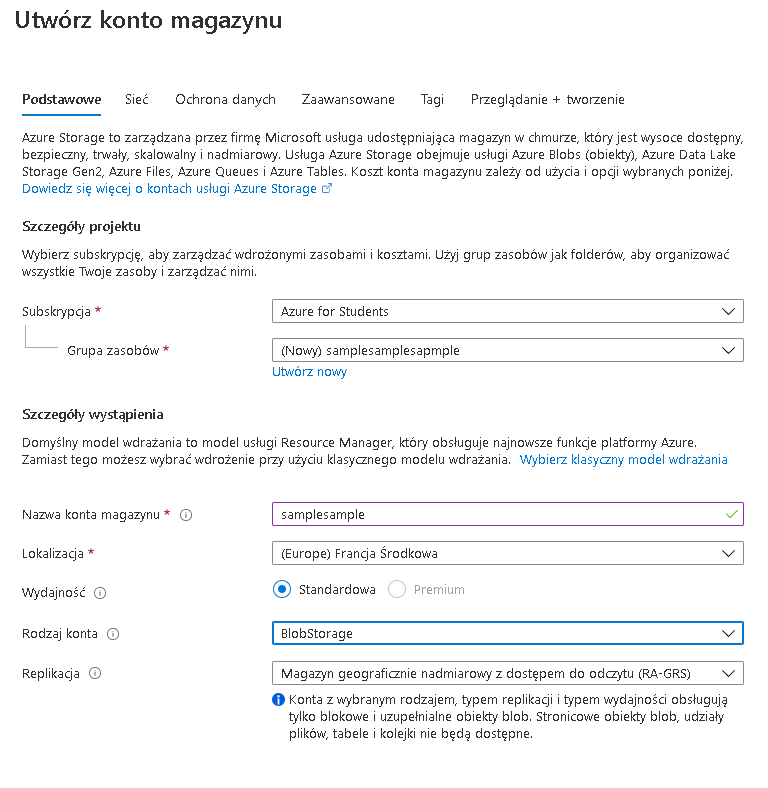 Utwórz konto magazynu
Podstawowe Sieć Ochrona danych Zaawansowane Tagi Przeglądanie + tworzenie
Azure Storage to zarządzana przez firmę Microsoft usługa udostępniająca magazyn w chmurze, który jest wysoce dostępny,
bezpieczny, trwały, skalowalny i nadmiarowy. Usługa Azure Storage obejmuje usługi Azure Blobs (obiekty), Azure Data Lake
Storage Gen2, Azure Files, Azure Queues i Azure Tables. Koszt konta magazynu zależy od użycia i opcji wybranych poniżej.
Dowiedz się więcej o kontach usługi Azure Storage
Szczegóły projektu
Wybierz subskrypcję, aby zarządzać wdrożonymi zasobami i kosztami. Użyj grup zasobów jak folderów, aby organizować
wszystkie Twoje zasoby i zarządzać nimi.
Subskrypcja * Azure for Students
Grupa zasobów * (Nowy) samplesamplesapmple
Utwórz nowy
Szczegóły wystąpienia
Domyślny model wdrażania to model usługi Resource Manager, który obsługuje najnowsze funkcje platformy Azure.
Zamiast tego możesz wybrać wdrożenie przy użyciu klasycznego modelu wdrażania. Wybierz klasyczny model wdrażania
Nazwa konta magazynu * samplesample
Lokalizacja * (Europe) Francja Środkowa
Wydajność Standardowa Premium
Rodzaj konta BlobStorage
Replikacja Magazyn geograficznie nadmiarowy z dostępem do odczytu (RA-GRS)
Konta z wybranym rodzajem, typem replikacji i typem wydajności obsługują
tylko blokowe i uzupełnialne obiekty blob. Stronicowe obiekty blob, udziały
plików, tabele i kolejki nie będą dostępne.